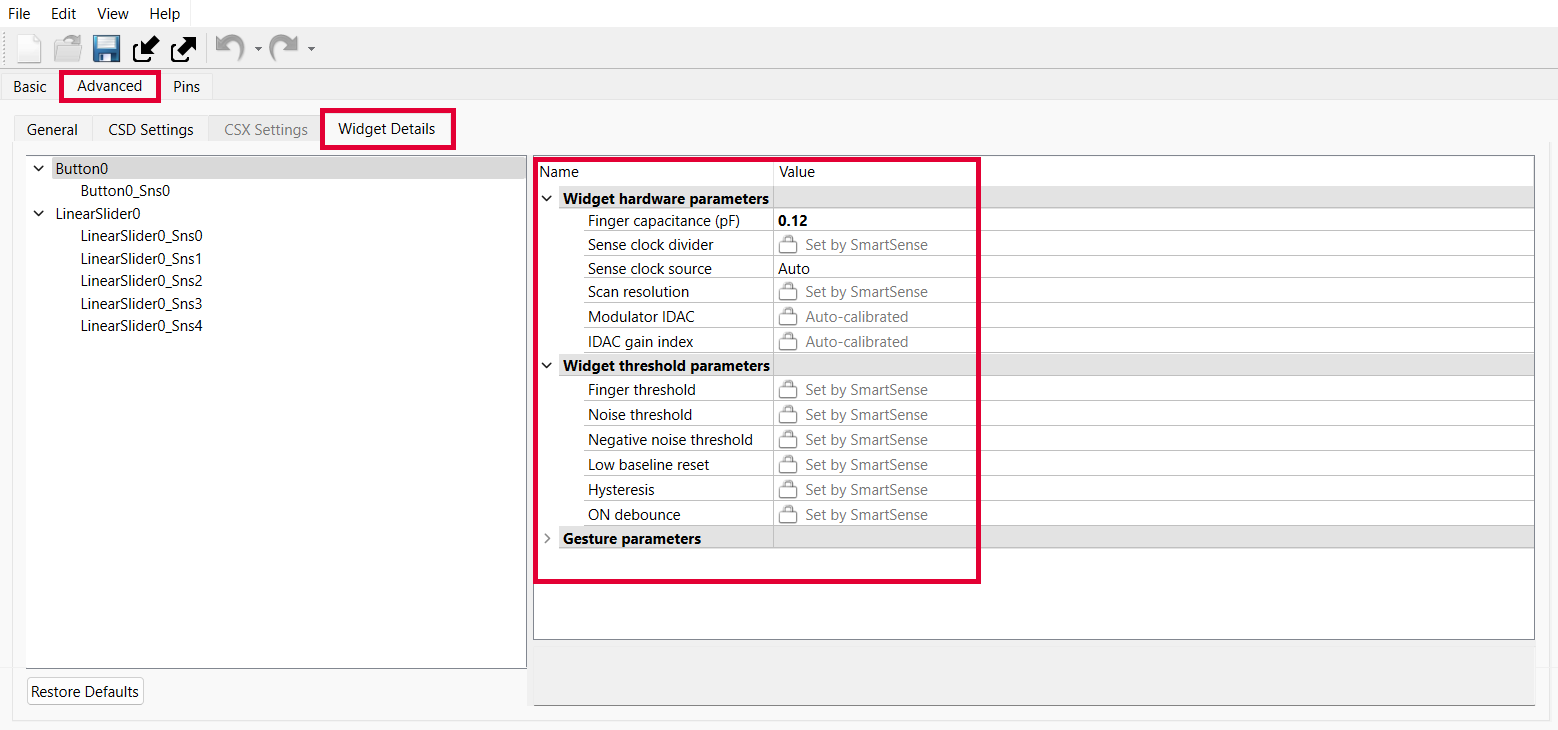 File Edit View Help
Basic Advanced Pins
General CSD Settings CSX Settings Widget Details
Button0
Button0_Sns0
LinearSlider0
LinearSlider0_Sns0
LinearSlider0_Sns1
LinearSlider0_Sns2
LinearSlider0_Sns3
LinearSlider0_Sns4
Restore Defaults
Name Value
Widget hardware parameters
Finger capacitance (pF) 0.12
Sense clock divider Set by SmartSense
Sense clock source Auto
Scan resolution Set by SmartSense
Modulator IDAC Auto-calibrated
IDAC gain index Auto-calibrated
Widget threshold parameters
Finger threshold Set by SmartSense
Noise threshold Set by SmartSense
Negative noise threshold Set by SmartSense
Low baseline reset Set by SmartSense
Hysteresis Set by SmartSense
ON debounce Set by SmartSense
Gesture parameters